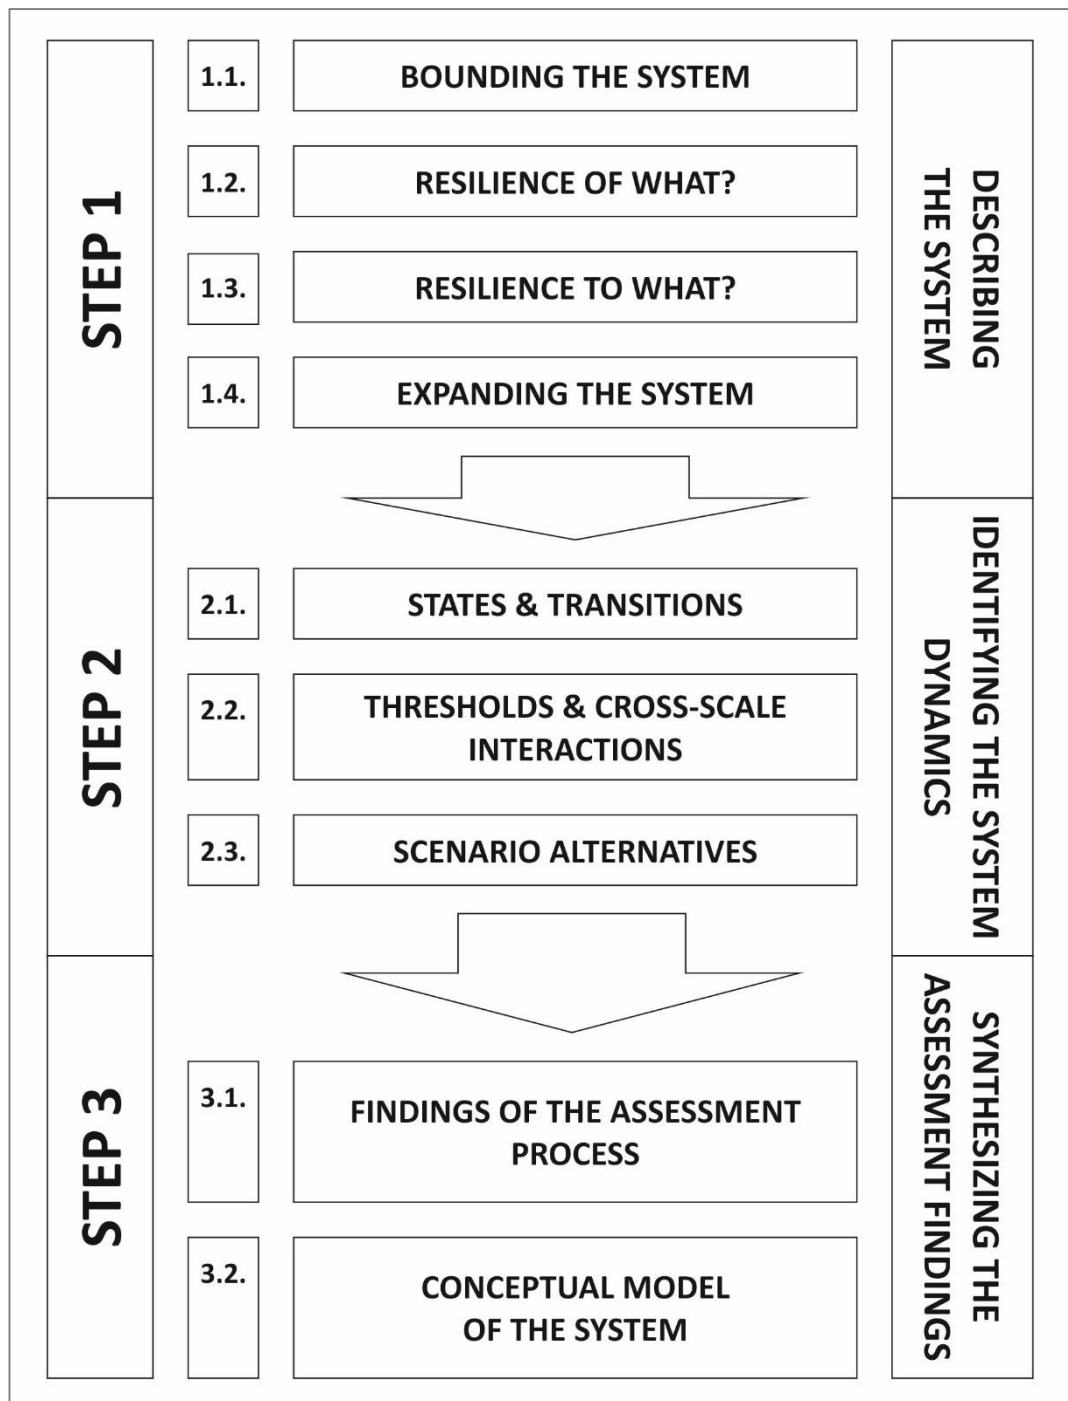 STEP 1
1.1.
BOUNDING THE SYSTEM
1.2.
RESILIENCE OF WHAT?
1.3.
RESILIENCE TO WHAT?
1.4.
EXPANDING THE SYSTEM
DESCRIBING
THE SYSTEM
STEP 2
2.1.
STATES & TRANSITIONS
2.2.
THRESHOLDS & CROSS-SCALE
INTERACTIONS
2.3.
SCENARIO ALTERNATIVES
IDENTIFYING THE SYSTEM
DYNAMICS
STEP 3
3.1.
FINDINGS OF THE ASSESSMENT
PROCESS
3.2.
CONCEPTUAL MODEL
OF THE SYSTEM
SYNTHESIZING THE
ASSESSMENT FINDINGS